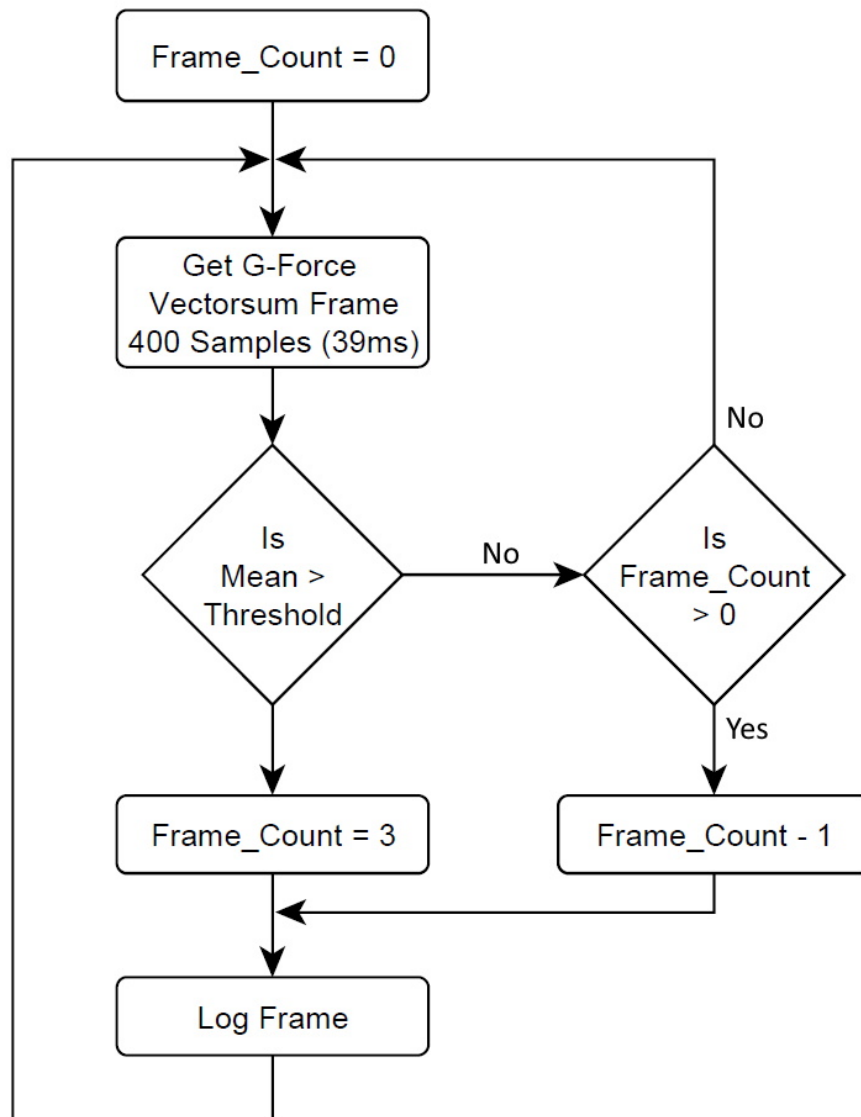 Frame_Count = 0
Get G-Force
Vectorsum Frame
400 Samples (39ms)
Is
Mean >
Threshold
No
Is
Frame_Count
> 0
No
Yes
Frame_Count = 3
Frame_Count - 1
Log Frame